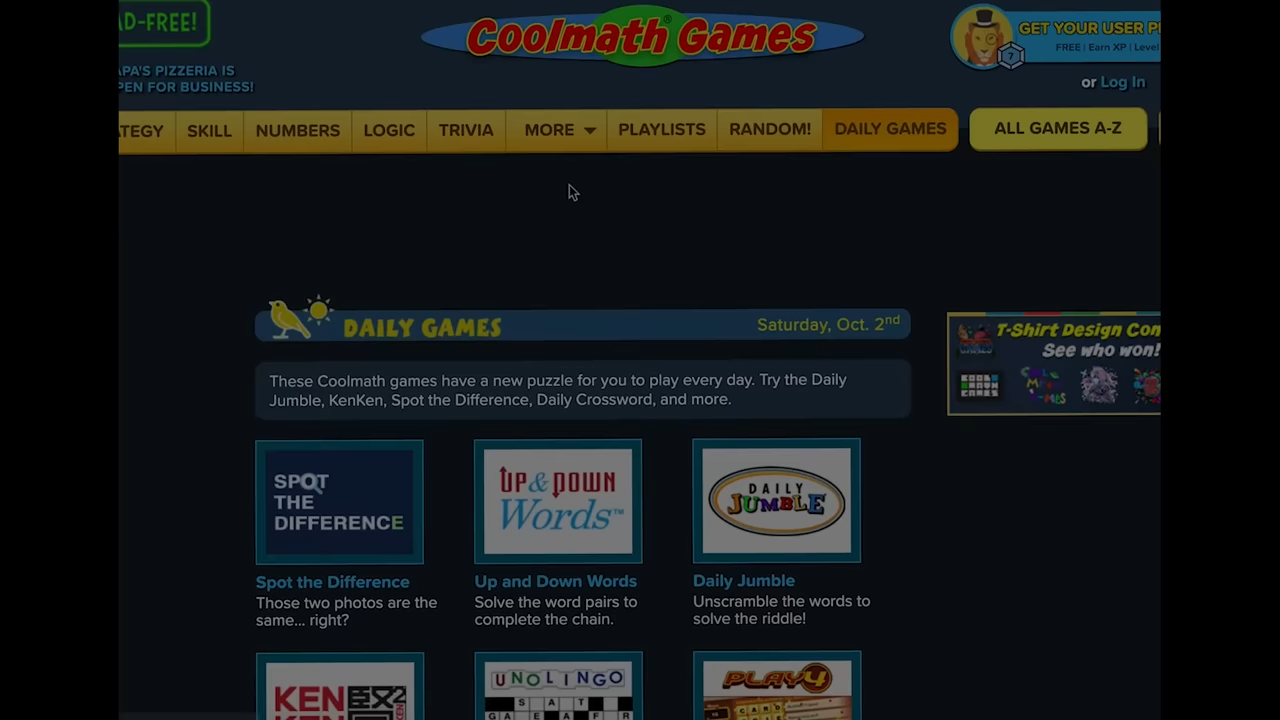 AD-FREE!
Coolmath Games
GET YOUR USER
FREE | Earn XP | Level
7
or Log In
APA'S PIZZERIA IS
PEN FOR BUSINESS!
TEGY
SKILL
NUMBERS
LOGIC
TRIVIA
MORE
PLAYLISTS
RANDOM!
DAILY GAMES
ALL GAMES A-Z
DAILY GAMES
Saturday, Oct. 2nd
T-Shirt Design Con
See who won!
These Coolmath games have a new puzzle for you to play every day. Try the Daily
Jumble, KenKen, Spot the Difference, Daily Crossword, and more.
SPOT
THE
DIFFERENCE
UP & DOWN
Words™
DAILY
JUMBLE
Spot the Difference
Up and Down Words
Daily Jumble
Those two photos are the
same... right?
Solve the word pairs to
complete the chain.
Unscramble the words to
solve the riddle!
KEN
UNOLINGO
S A T
PLAY4